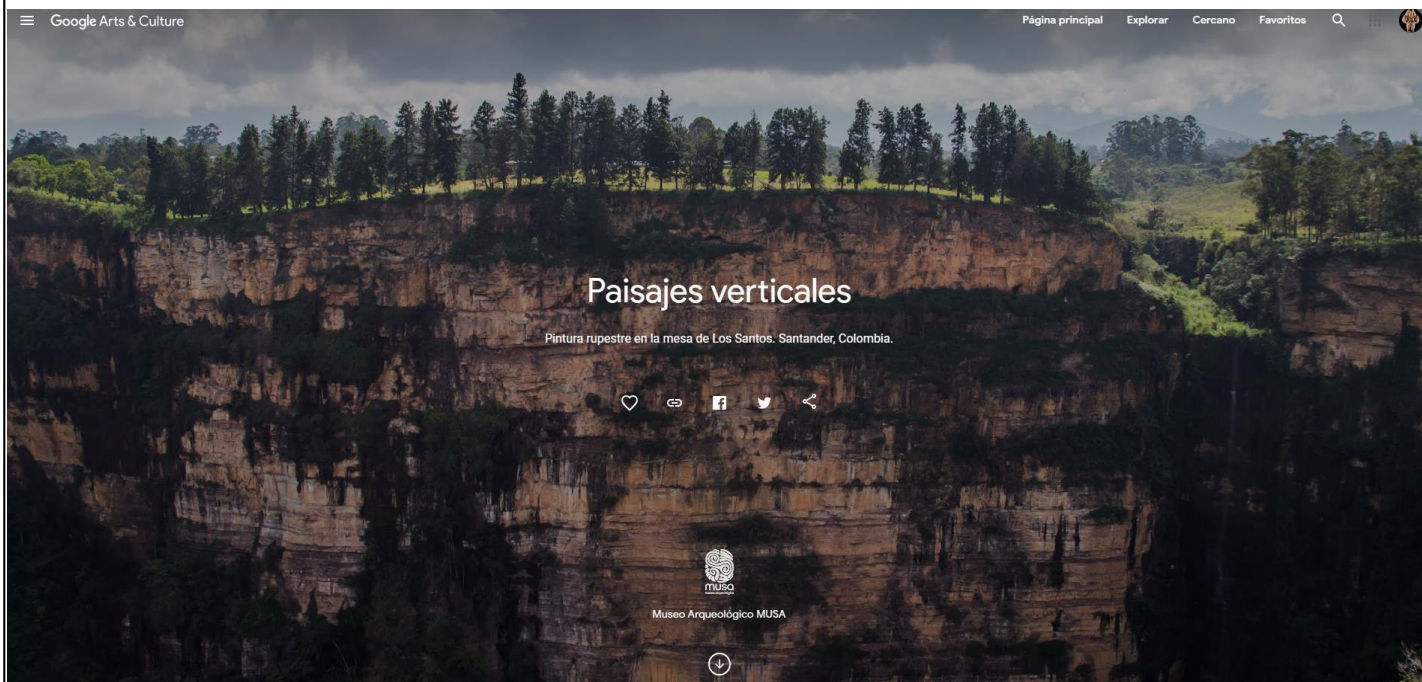 Google Arts & Culture
Página principal Explorar Cercano Favoritos
Paisajes verticales
Pintura rupestre en la mesa de Los Santos. Santander, Colombia.
musa
Museo Arqueológico MUSA